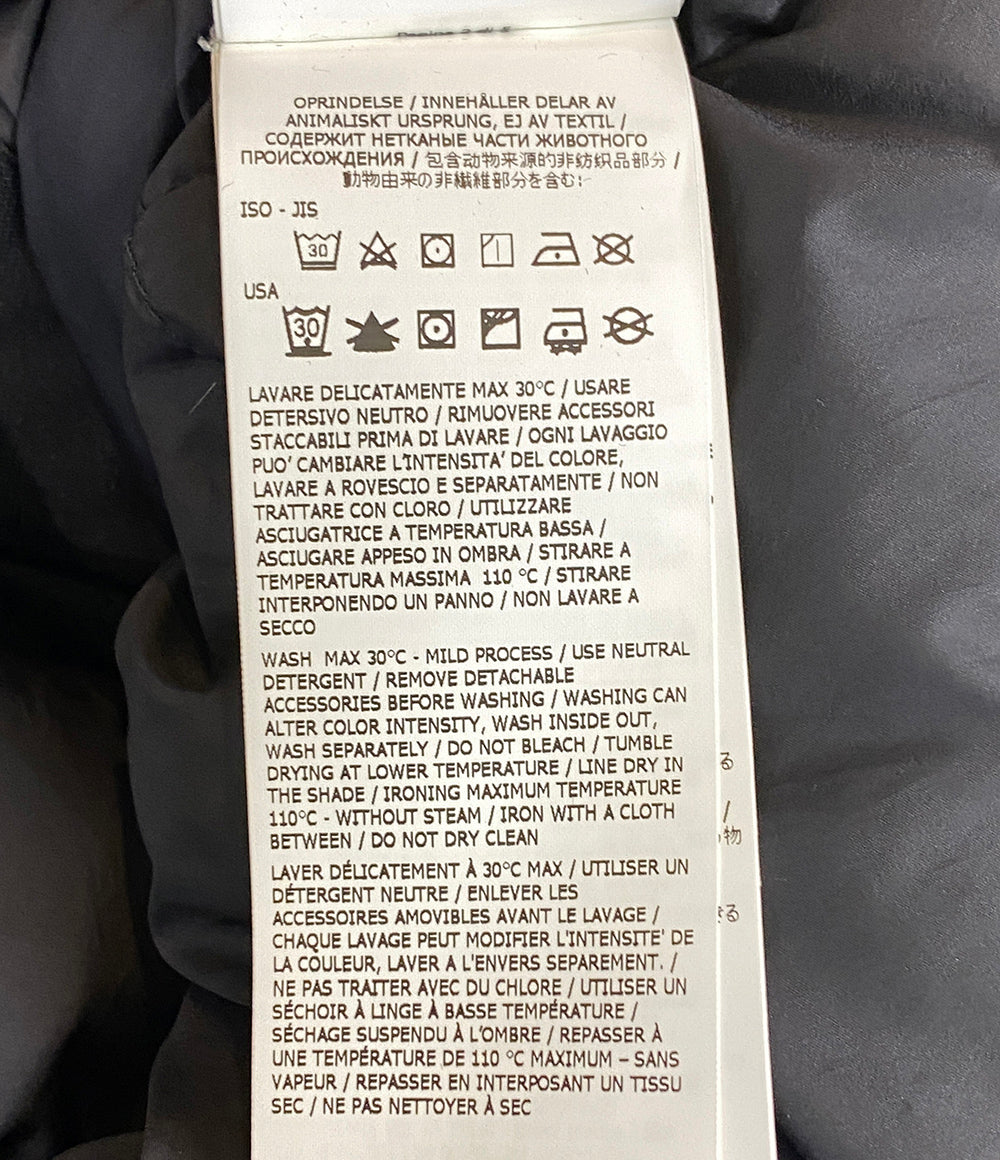 OPRINDELSE / INNEHÅLLER DELAR AV
ANIMALISKT URSPRUNG, EJ AV TEXTIL /
СОДЕРЖИТ НЕТКАНЫЕ ЧАСТИ ЖИВОТНОГО
ПРОИСХОЖДЕНИЯ / 包含动物来源的非纺织品部分 /
動物由来の非繊維部分を含む:
ISO - JIS
30
USA
30
LAVARE DELICATAMENTE MAX 30°C / USARE
DETERSIVO NEUTRO / RIMUOVERE ACCESSORI
STACCABILI PRIMA DI LAVARE / OGNI LAVAGGIO
PUO' CAMBIARE L'INTENSITA' DEL COLORE,
LAVARE A ROVESCIO E SEPARATAMENTE / NON
TRATTARE CON CLORO / UTILIZZARE
ASCIUGATRICE A TEMPERATURA BASSA /
ASCIUGARE APPESO IN OMBRA / STIRARE A
TEMPERATURA MASSIMA 110 °C / STIRARE
INTERPONENDO UN PANNO / NON LAVARE A
SECCO
WASH MAX 30°C - MILD PROCESS / USE NEUTRAL
DETERGENT / REMOVE DETACHABLE
ACCESSORIES BEFORE WASHING / WASHING CAN
ALTER COLOR INTENSITY, WASH INSIDE OUT,
WASH SEPARATELY / DO NOT BLEACH / TUMBLE
DRYING AT LOWER TEMPERATURE / LINE DRY IN
THE SHADE / IRONING MAXIMUM TEMPERATURE
110°C - WITHOUT STEAM / IRON WITH A CLOTH
BETWEEN / DO NOT DRY CLEAN
LAVER DÉLICATEMENT À 30°C MAX / UTILISER UN
DÉTERGENT NEUTRE / ENLEVER LES
ACCESSOIRES AMOVIBLES AVANT LE LAVAGE /
CHAQUE LAVAGE PEUT MODIFIER L'INTENSITE' DE
LA COULEUR, LAVER A L'ENVERS SEPAREMENT. /
NE PAS TRAITER AVEC DU CHLORE / UTILISER UN
SÉCHOIR À LINGE À BASSE TEMPÉRATURE /
SÉCHAGE SUSPENDU À L'OMBRE / REPASSER À
UNE TEMPÉRATURE DE 110 °C MAXIMUM – SANS
VAPEUR / REPASSER EN INTERPOSANT UN TISSU
SEC / NE PAS NETTOYER À SEC
る
/
物
きる